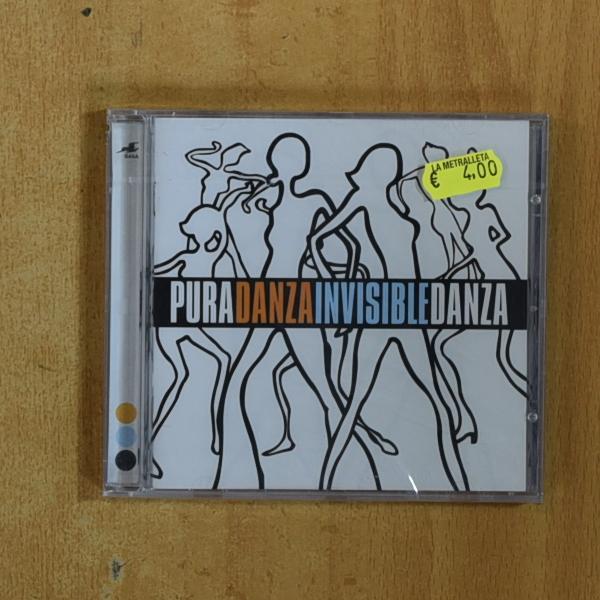 LA METRALLETA
€ 4,00
PURADANZAINVISIBLEDANZA